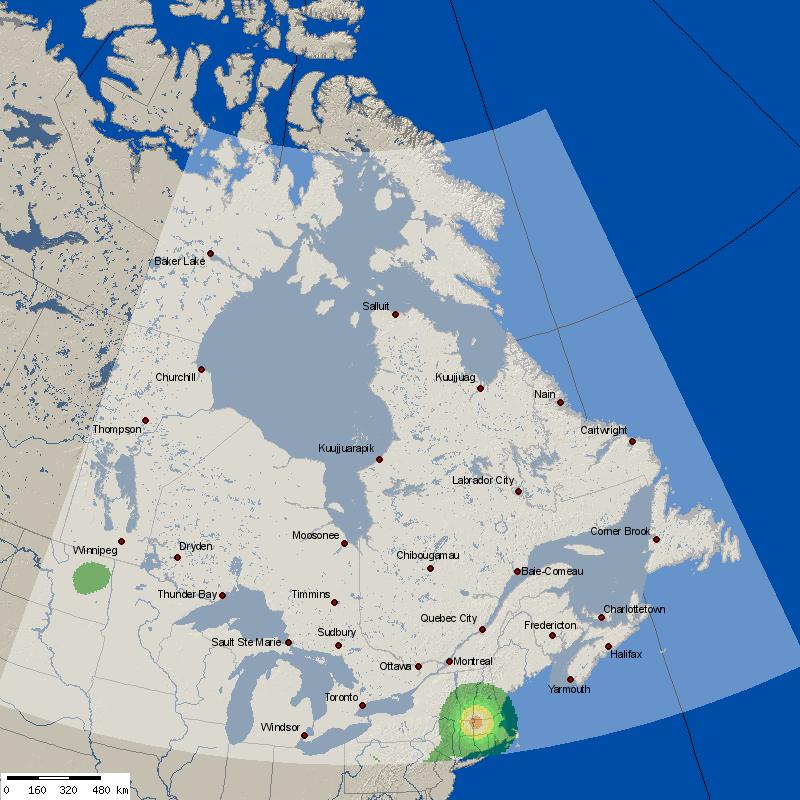 Baker Lake
Salluit
Churchill
Kuujjuag
Nain
Thompson
Cartwright
Kuujjuarapik
Labrador City
Corner Brook
Winnipeg
Dryden
Moosonee
Chibougamau
Baie-Comeau
Thunder Bay
Timmins
Charlottetown
Quebec City
Fredericton
Sudbury
Sault Ste Marie
Halifax
Ottawa
Montreal
Yarmouth
Toronto
Windsor
0 160 320 480 km